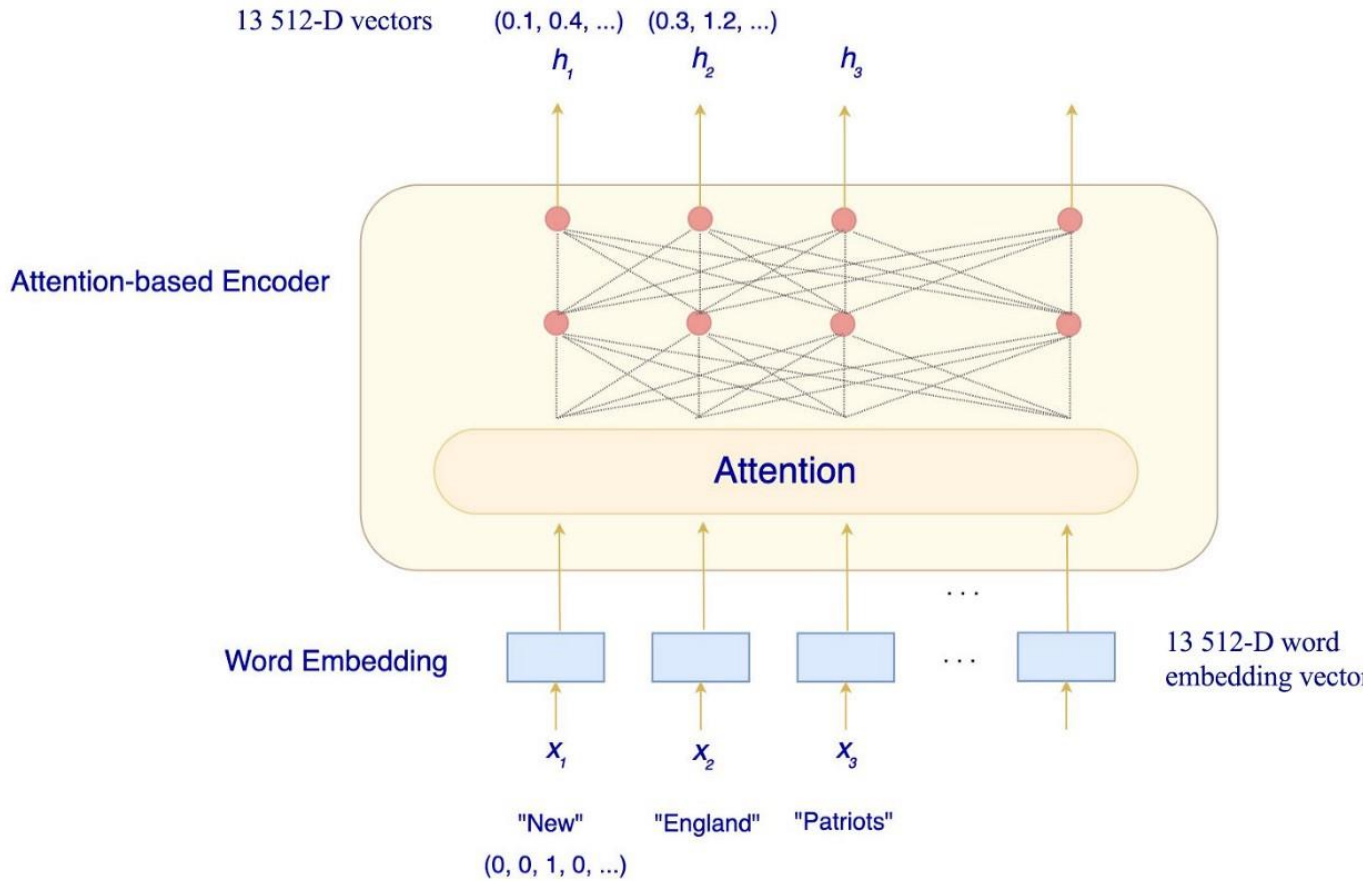 13 512-D vectors (0.1, 0.4, ...) (0.3, 1.2, ...)
h₁ h₂ h₃
Attention-based Encoder
Attention
...
Word Embedding ... 13 512-D word
embedding vector
x₁ x₂ x₃
"New" "England" "Patriots"
(0, 0, 1, 0, ...)